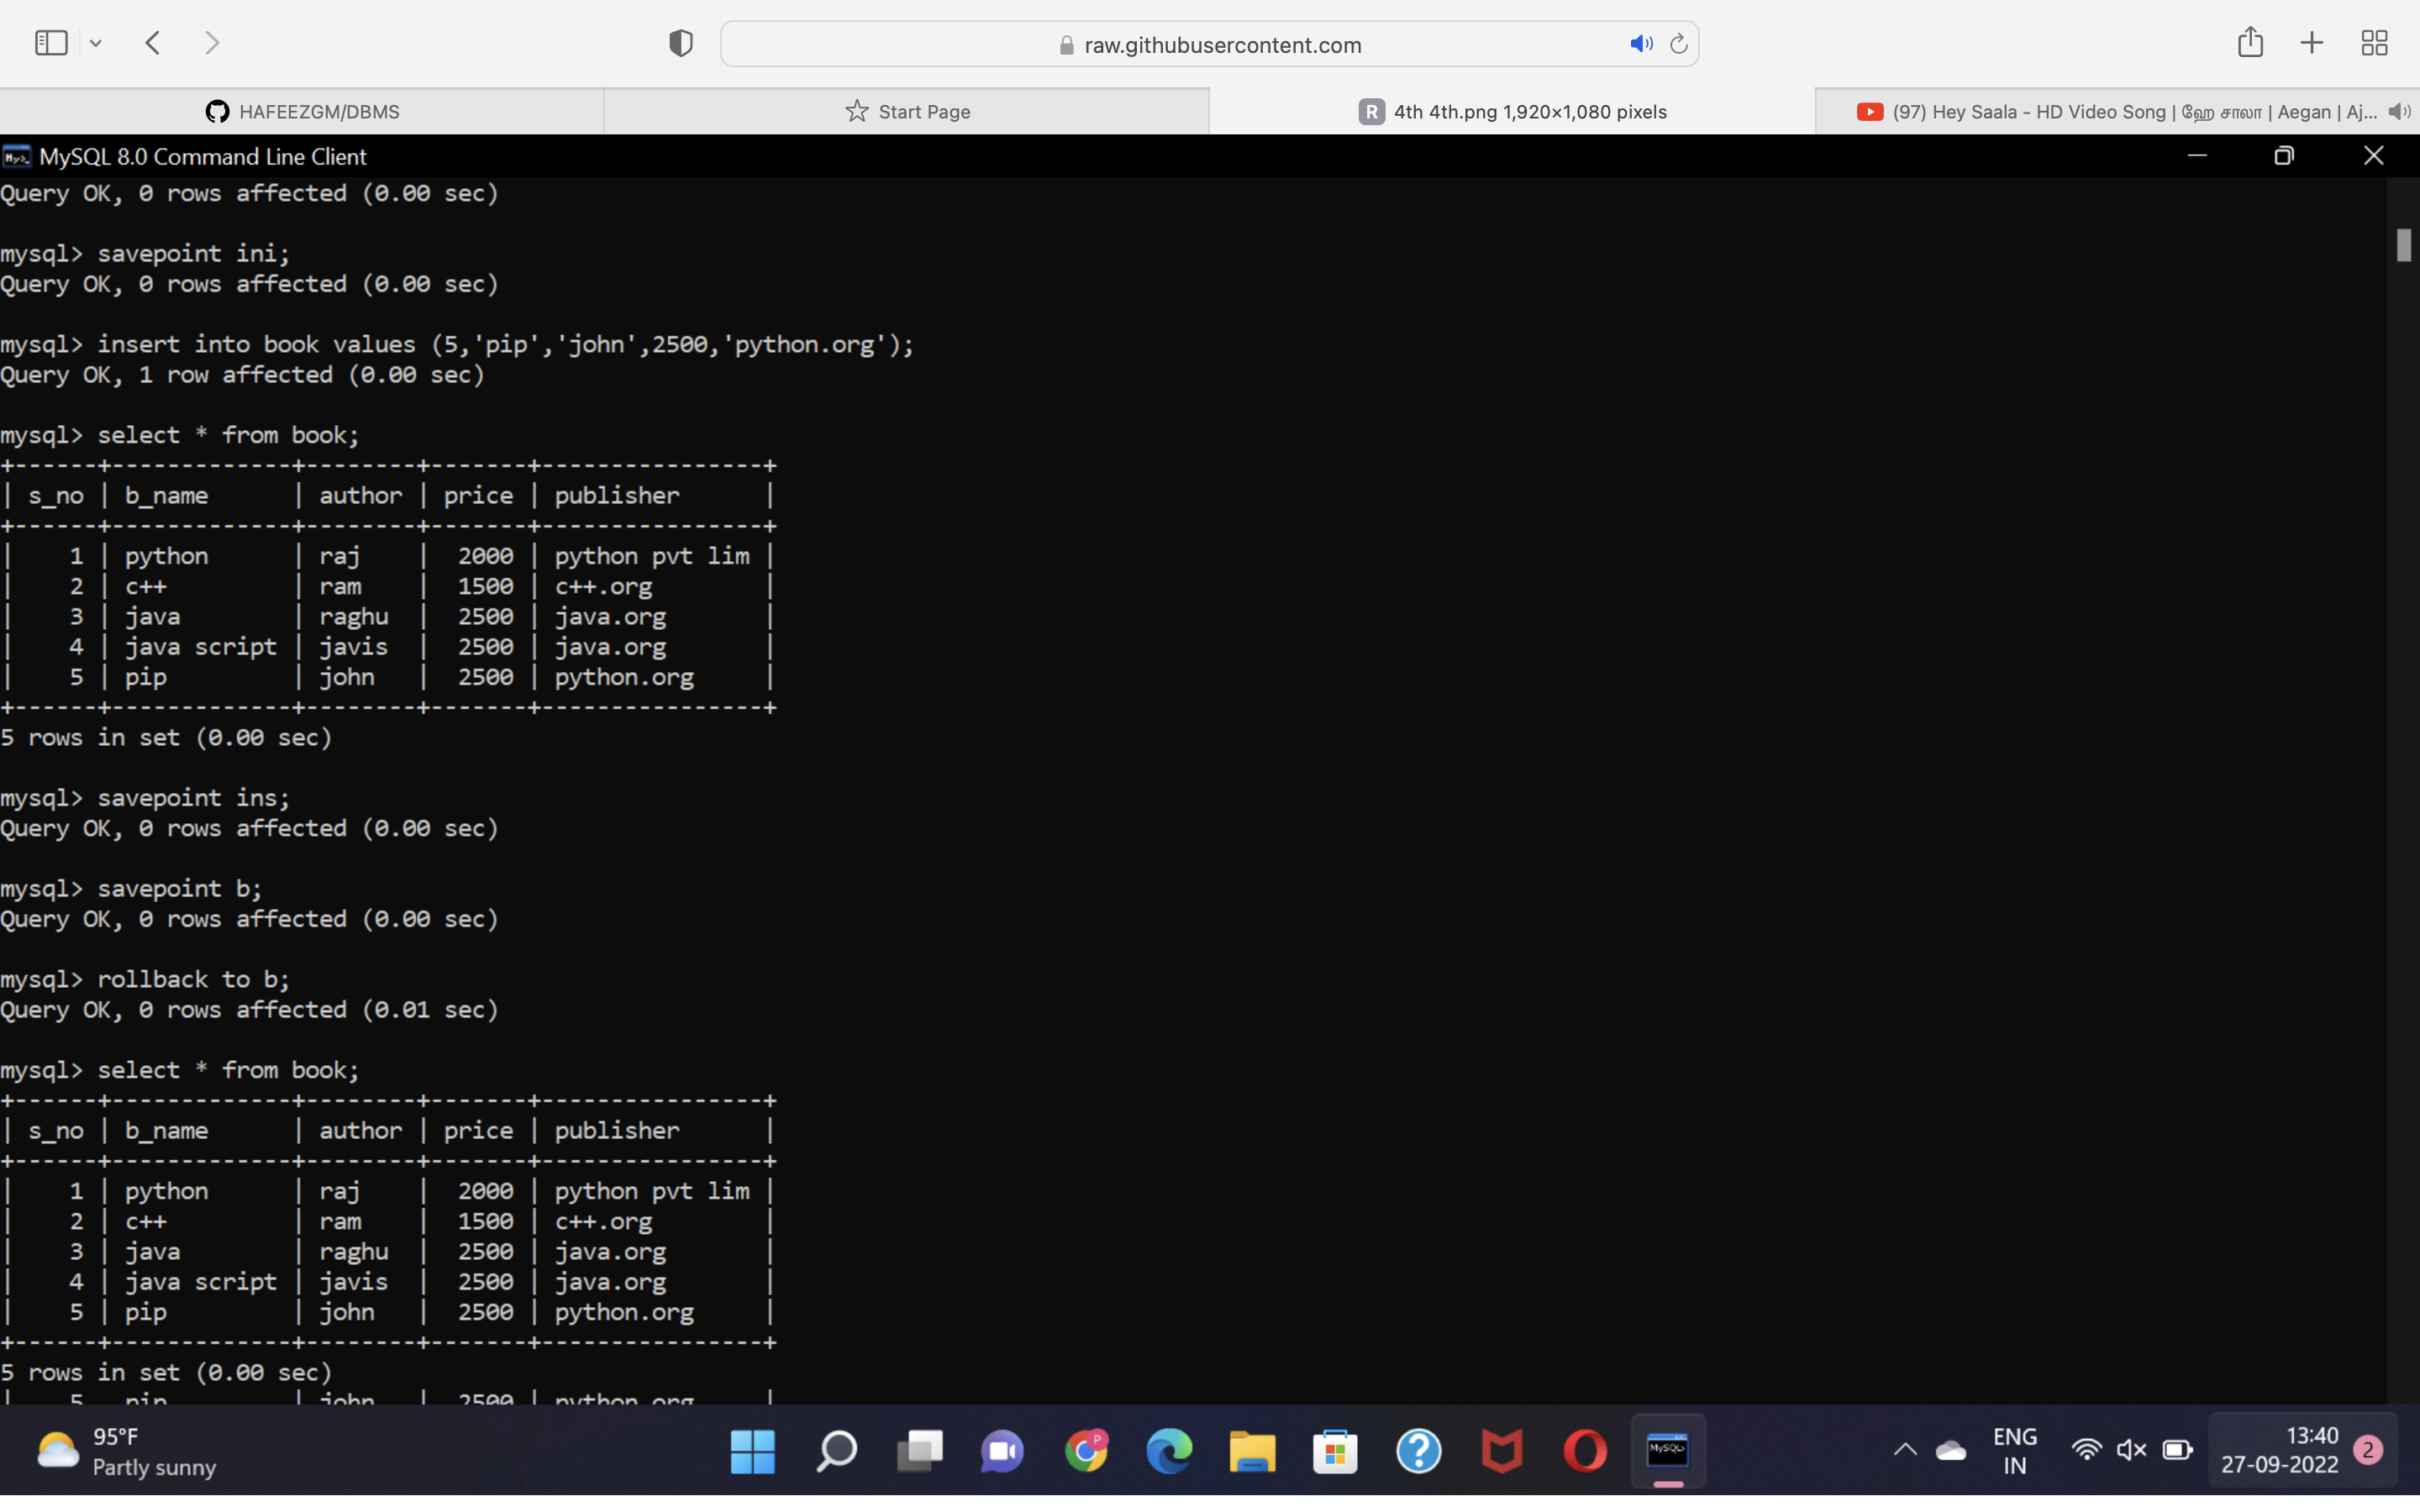 raw.githubusercontent.com
HAFEEZGM/DBMS
Start Page
R 4th 4th.png 1,920×1,080 pixels
(97) Hey Saala - HD Video Song | ஹே சாலா | Aegan | Aj...
MySQL 8.0 Command Line Client
Query OK, 0 rows affected (0.00 sec)
mysql> savepoint ini;
Query OK, 0 rows affected (0.00 sec)
mysql> insert into book values (5,'pip','john',2500,'python.org');
Query OK, 1 row affected (0.00 sec)
mysql> select * from book;
+------+-------------+--------+-------+----------------+
| s_no | b_name      | author | price | publisher      |
+------+-------------+--------+-------+----------------+
|    1 | python      | raj    |  2000 | python pvt lim |
|    2 | c++         | ram    |  1500 | c++.org        |
|    3 | java        | raghu  |  2500 | java.org       |
|    4 | java script | javis  |  2500 | java.org       |
|    5 | pip         | john   |  2500 | python.org     |
+------+-------------+--------+-------+----------------+
5 rows in set (0.00 sec)
mysql> savepoint ins;
Query OK, 0 rows affected (0.00 sec)
mysql> savepoint b;
Query OK, 0 rows affected (0.00 sec)
mysql> rollback to b;
Query OK, 0 rows affected (0.01 sec)
mysql> select * from book;
+------+-------------+--------+-------+----------------+
| s_no | b_name      | author | price | publisher      |
+------+-------------+--------+-------+----------------+
|    1 | python      | raj    |  2000 | python pvt lim |
|    2 | c++         | ram    |  1500 | c++.org        |
|    3 | java        | raghu  |  2500 | java.org       |
|    4 | java script | javis  |  2500 | java.org       |
|    5 | pip         | john   |  2500 | python.org     |
+------+-------------+--------+-------+----------------+
5 rows in set (0.00 sec)
|    5 | pip         | john   |  2500 | python.org     |
95°F
Partly sunny
P
MySQL
ENG
IN
13:40
27-09-2022
2